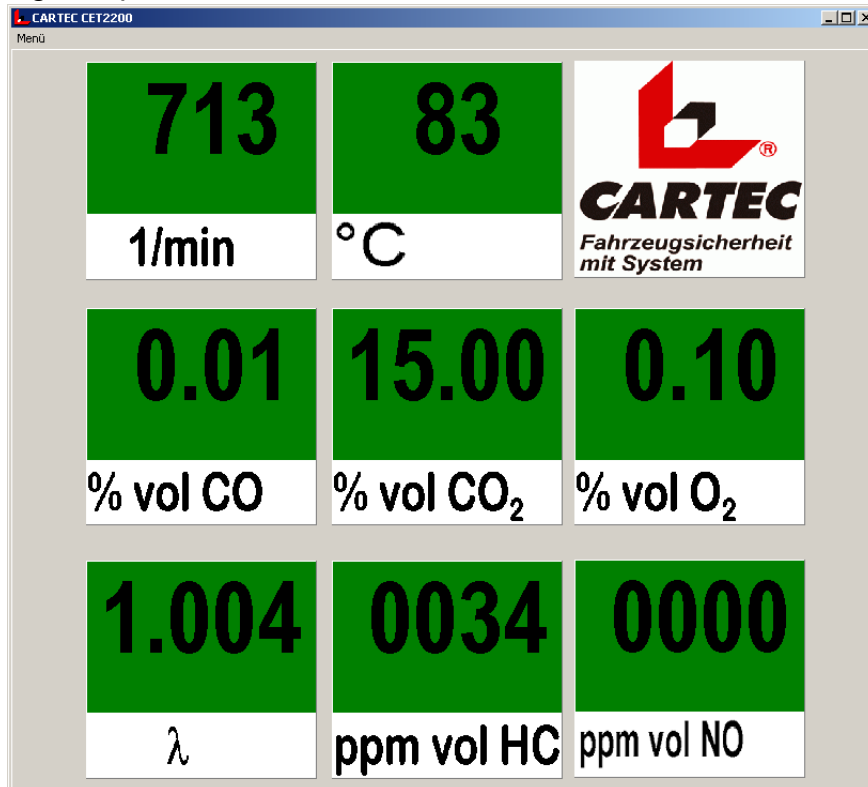 CARTEC CET2200
Menü
713
1/min
83
°C
®
CARTEC
Fahrzeugsicherheit
mit System
0.01
% vol CO
15.00
% vol CO₂
0.10
% vol O₂
1.004
λ
0034
ppm vol HC
0000
ppm vol NO